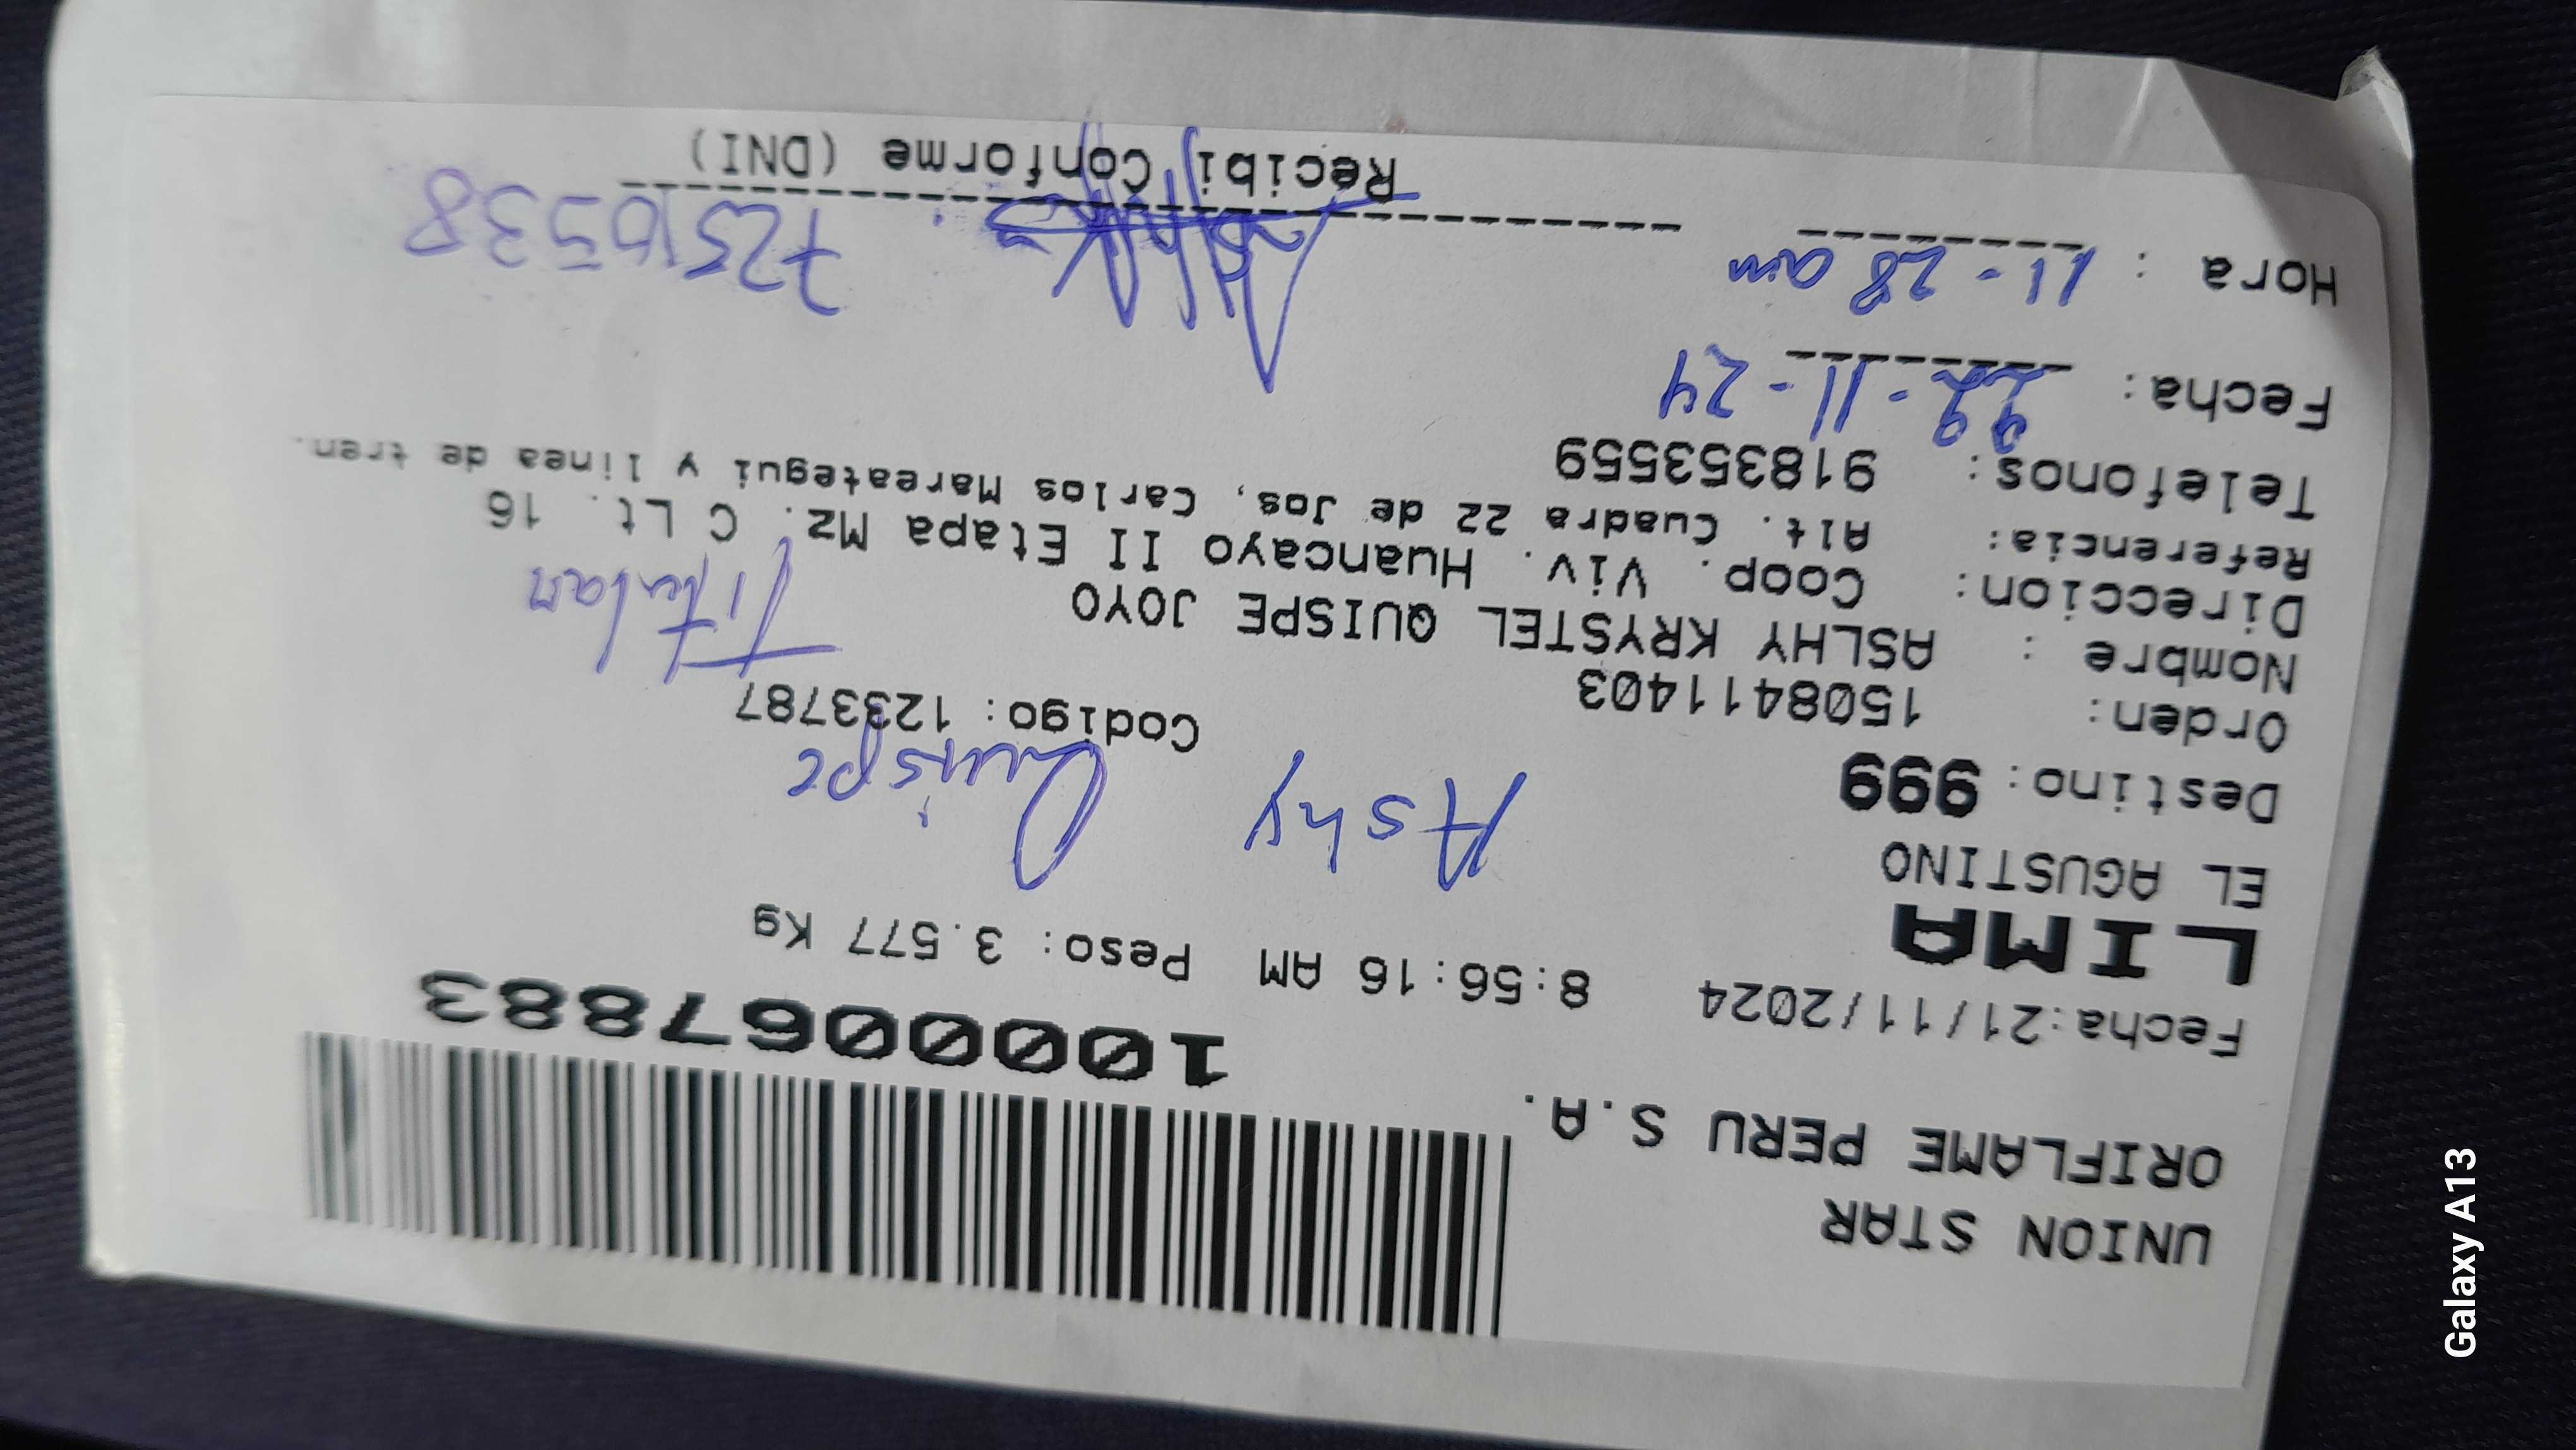 UNION STAR
ORIFLAME PERU S.A.
1000067883
Fecha:21/11/2024 8:56:16 AM Peso: 3.577 Kg
LIMA
EL AGUSTINO
Ashy Quispe
Destino: 999
Orden: 1508411403 Codigo: 1233787
Nombre : ASLHY KRYSTEL QUISPE JOYO
Titular
Direccion: Coop. Viv. Huancayo II Etapa Mz. C Lt. 16
Referencia: Alt. Cuadra 22 de Jos, Carlos Mareategui y linea de tren.
Telefonos: 918353559
Fecha: 22-11-24
Hora : 11-28 am
72516538
Recibi Conforme (DNI)
Galaxy A13